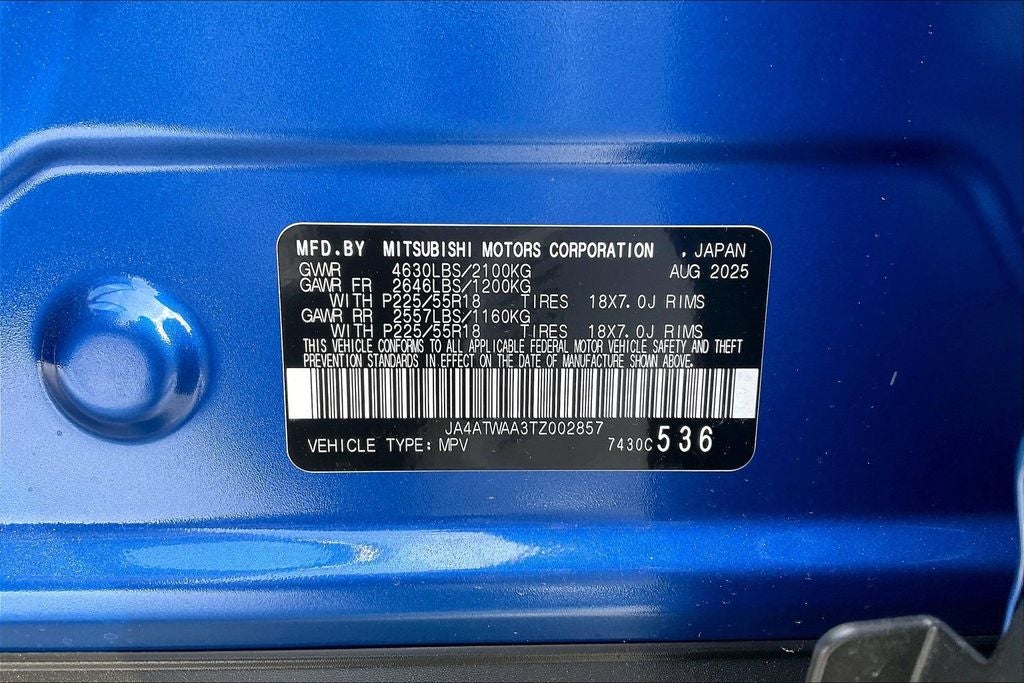 MFD.BY MITSUBISHI MOTORS CORPORATION , JAPAN
GVWR 4630LBS/2100KG AUG 2025
GAWR FR 2646LBS/1200KG
WITH P225/55R18 TIRES 18X7.0J RIMS
GAWR RR 2557LBS/1160KG
WITH P225/55R18 TIRES 18X7.0J RIMS
THIS VEHICLE CONFORMS TO ALL APPLICABLE FEDERAL MOTOR VEHICLE SAFETY AND THEFT
PREVENTION STANDARDS IN EFFECT ON THE DATE OF MANUFACTURE SHOWN ABOVE.
JA4ATWAA3TZ002857
VEHICLE TYPE: MPV 7430C 536